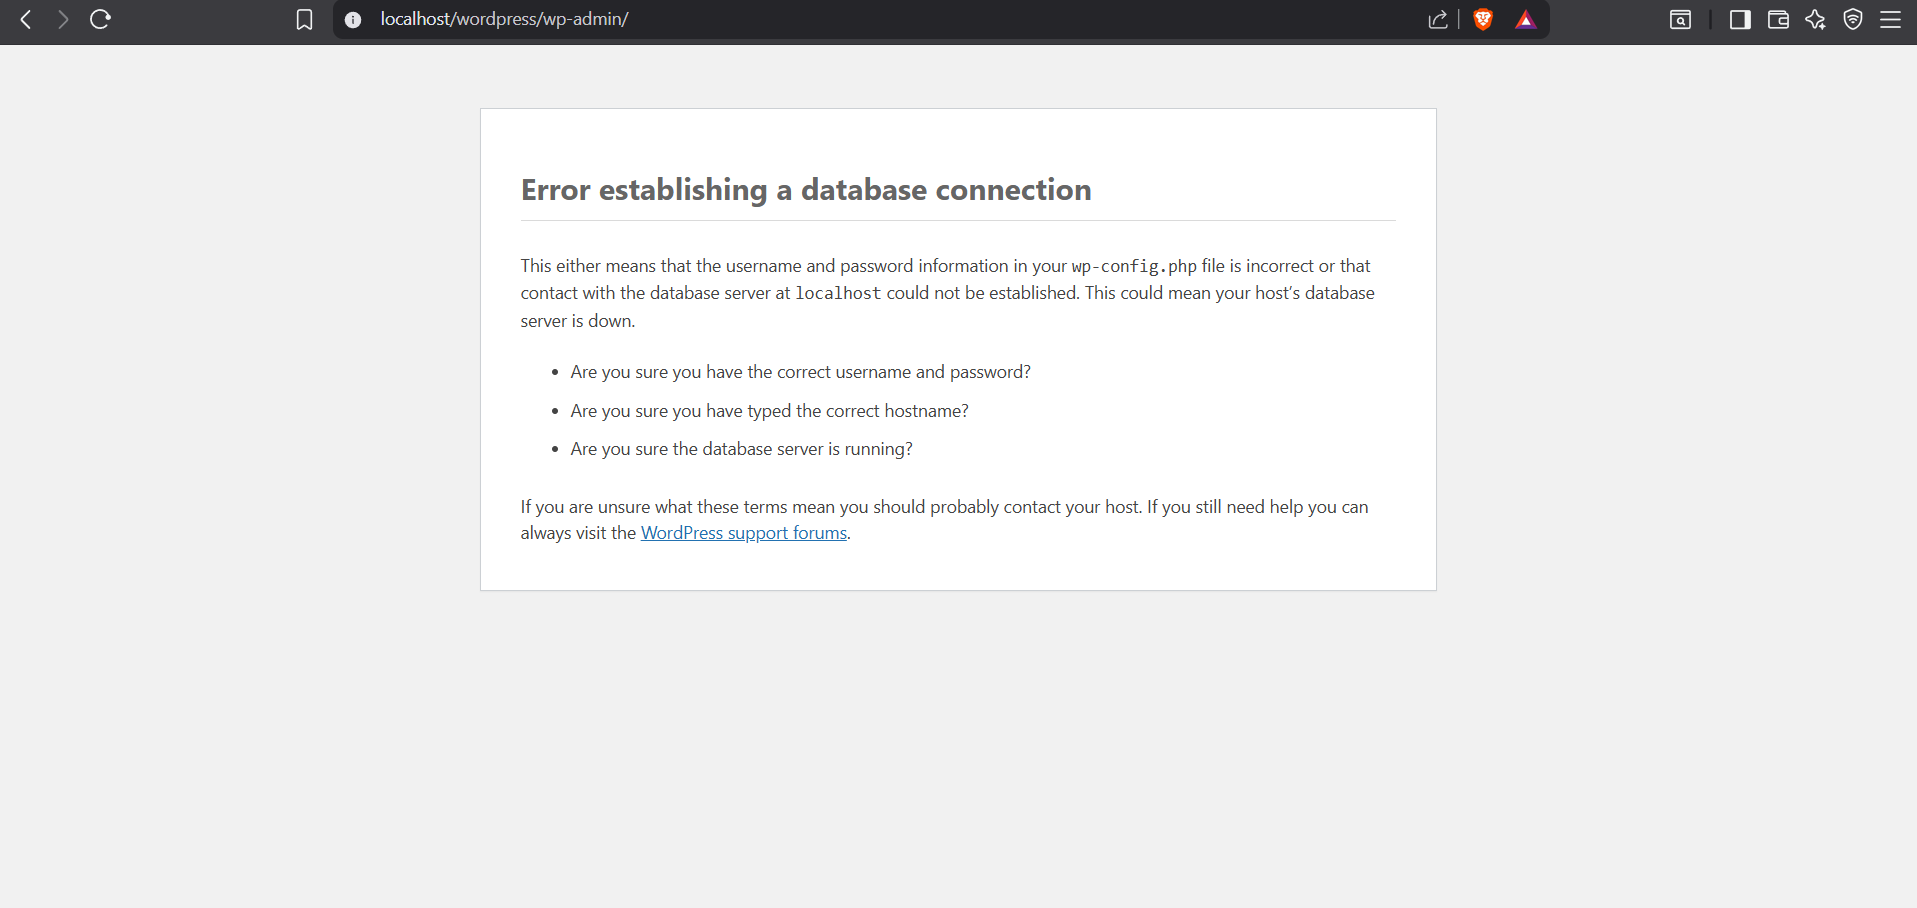 localhost/wordpress/wp-admin/
Error establishing a database connection
This either means that the username and password information in your wp-config.php file is incorrect or that
contact with the database server at localhost could not be established. This could mean your host’s database
server is down.
• Are you sure you have the correct username and password?
• Are you sure you have typed the correct hostname?
• Are you sure the database server is running?
If you are unsure what these terms mean you should probably contact your host. If you still need help you can
always visit the WordPress support forums.